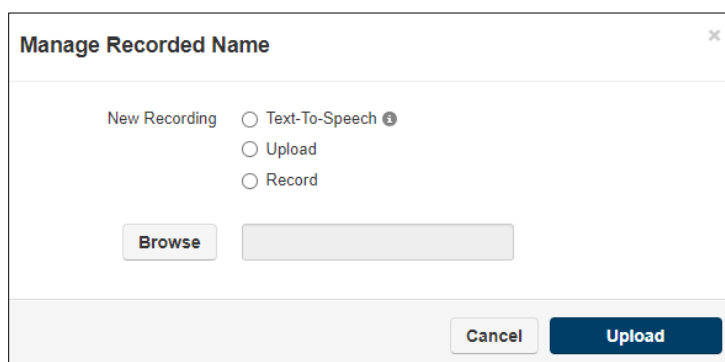 Manage Recorded Name
×
New Recording
Text-To-Speech
Upload
Record
Browse
Cancel
Upload